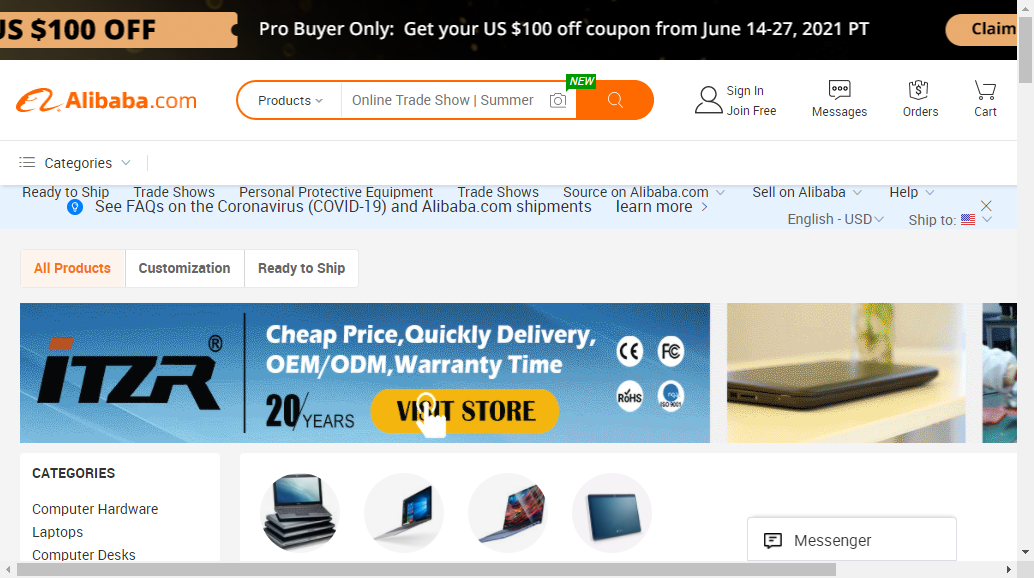 US $100 OFF
Pro Buyer Only: Get your US $100 off coupon from June 14-27, 2021 PT
Claim
Alibaba.com
Products
Online Trade Show | Summer
NEW
Sign In
Join Free
Messages
Orders
Cart
Categories
Ready to Ship
Trade Shows
Personal Protective Equipment
Trade Shows
Source on Alibaba.com
Sell on Alibaba
Help
See FAQs on the Coronavirus (COVID-19) and Alibaba.com shipments
learn more
English - USD
Ship to:
All Products
Customization
Ready to Ship
ITZR®
Cheap Price,Quickly Delivery,
OEM/ODM,Warranty Time
20/YEARS
VISIT STORE
CE
FC
RoHS
ISO 9001
CATEGORIES
Computer Hardware
Laptops
Computer Desks
Messenger